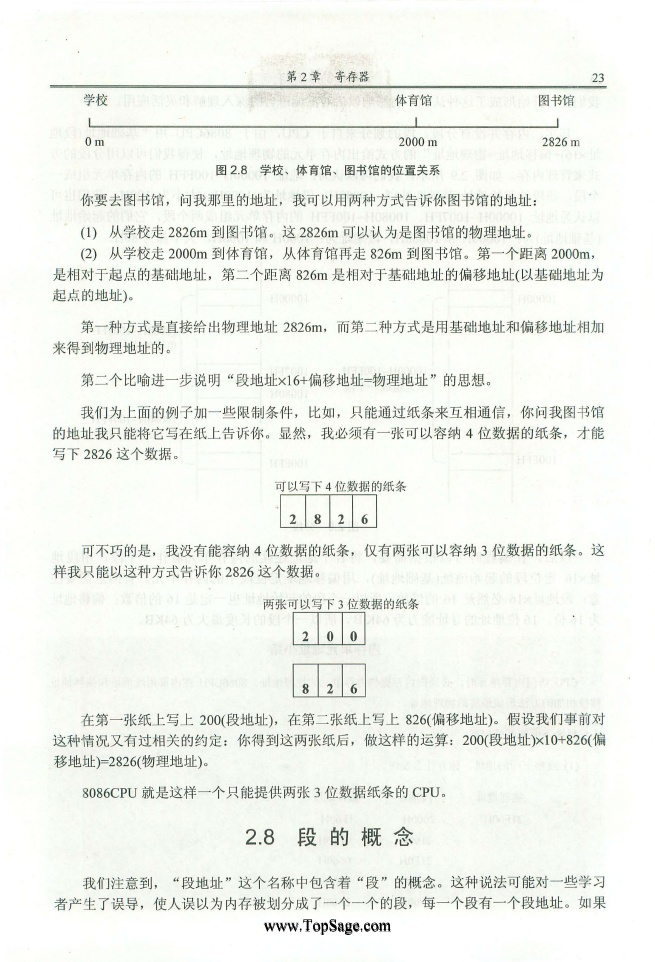 第 2 章 寄存器 23
学校 体育馆 图书馆
0 m 2000 m 2826 m
图 2.8 学校、体育馆、图书馆的位置关系
你要去图书馆，问我那里的地址，我可以用两种方式告诉你图书馆的地址：
(1) 从学校走 2826m 到图书馆。这 2826m 可以认为是图书馆的物理地址。
(2) 从学校走 2000m 到体育馆，从体育馆再走 826m 到图书馆。第一个距离 2000m，
是相对于起点的基础地址，第二个距离 826m 是相对于基础地址的偏移地址(以基础地址为
起点的地址)。
第一种方式是直接给出物理地址 2826m，而第二种方式是用基础地址和偏移地址相加
来得到物理地址的。
第二个比喻进一步说明“段地址×16+偏移地址=物理地址”的思想。
我们为上面的例子加一些限制条件，比如，只能通过纸条来互相通信，你问我图书馆
的地址我只能将它写在纸上告诉你。显然，我必须有一张可以容纳 4 位数据的纸条，才能
写下 2826 这个数据。
可以写下 4 位数据的纸条
2 8 2 6
可不巧的是，我没有能容纳 4 位数据的纸条，仅有两张可以容纳 3 位数据的纸条。这
样我只能以这种方式告诉你 2826 这个数据。
两张可以写下 3 位数据的纸条
2 0 0
8 2 6
在第一张纸上写上 200(段地址)，在第二张纸上写上 826(偏移地址)。假设我们事前对
这种情况又有过相关的约定：你得到这两张纸后，做这样的运算：200(段地址)×10+826(偏
移地址)=2826(物理地址)。
8086CPU 就是这样一个只能提供两张 3 位数据纸条的 CPU。
2.8 段 的 概 念
我们注意到，“段地址”这个名称中包含着“段”的概念。这种说法可能对一些学习
者产生了误导，使人误以为内存被划分成了一个一个的段，每一个段有一个段地址。如果
www.TopSage.com